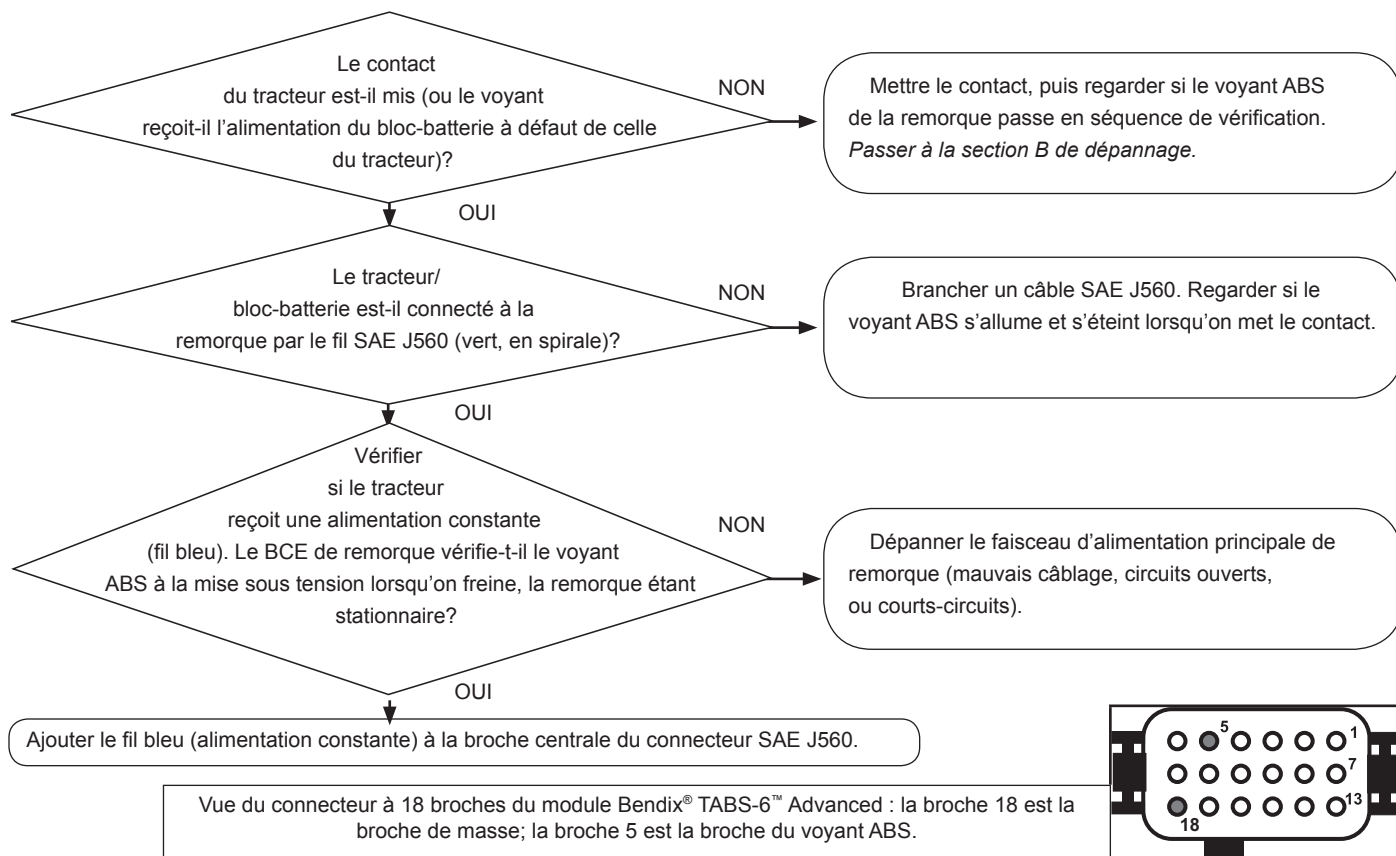 Le contact
du tracteur est-il mis (ou le voyant
reçoit-il l’alimentation du bloc-batterie à défaut de celle
du tracteur)?
NON
Mettre le contact, puis regarder si le voyant ABS
de la remorque passe en séquence de vérification.
Passer à la section B de dépannage.
OUI
Le tracteur/
bloc-batterie est-il connecté à la
remorque par le fil SAE J560 (vert, en spirale)?
NON
Brancher un câble SAE J560. Regarder si le
voyant ABS s’allume et s’éteint lorsqu’on met le contact.
OUI
Vérifier
si le tracteur
reçoit une alimentation constante
(fil bleu). Le BCE de remorque vérifie-t-il le voyant
ABS à la mise sous tension lorsqu’on freine, la remorque étant
stationnaire?
NON
Dépanner le faisceau d’alimentation principale de
remorque (mauvais câblage, circuits ouverts,
ou courts-circuits).
OUI
Ajouter le fil bleu (alimentation constante) à la broche centrale du connecteur SAE J560.
Vue du connecteur à 18 broches du module Bendix® TABS-6™ Advanced : la broche 18 est la
broche de masse; la broche 5 est la broche du voyant ABS.
5
1
7
13
18